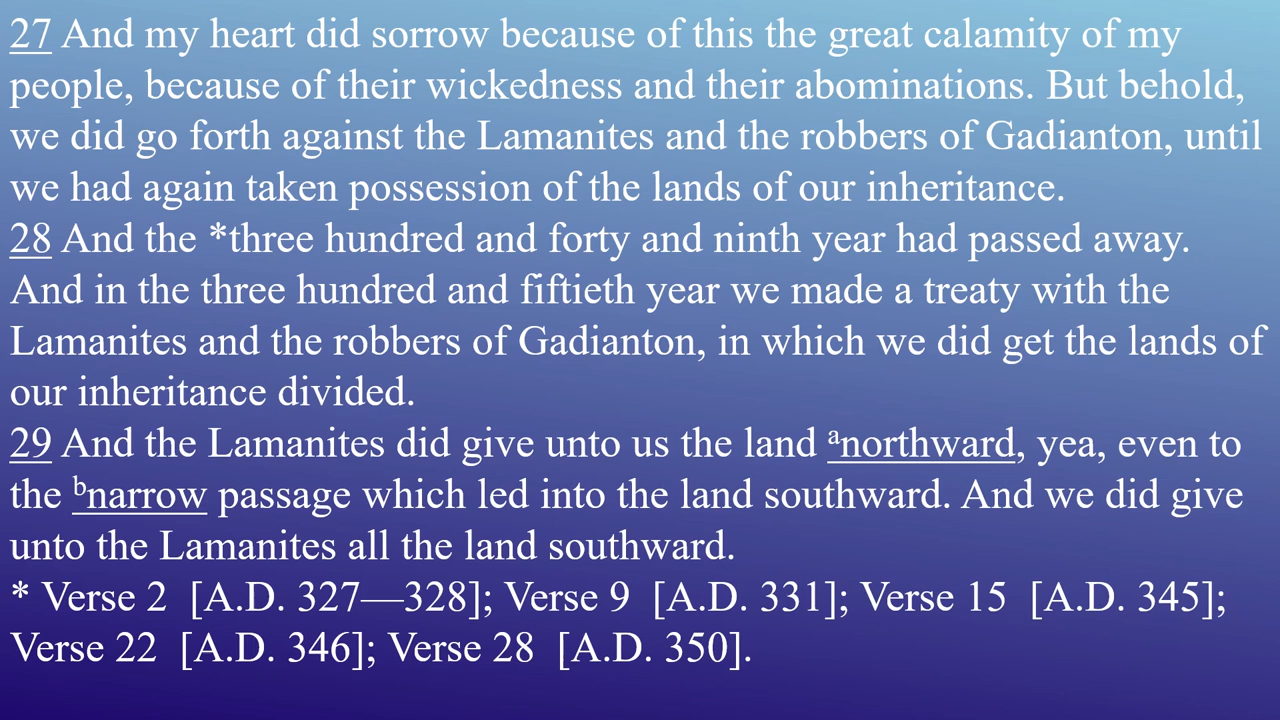 27 And my heart did sorrow because of this the great calamity of my
people, because of their wickedness and their abominations. But behold,
we did go forth against the Lamanites and the robbers of Gadianton, until
we had again taken possession of the lands of our inheritance.
28 And the *three hundred and forty and ninth year had passed away.
And in the three hundred and fiftieth year we made a treaty with the
Lamanites and the robbers of Gadianton, in which we did get the lands of
our inheritance divided.
29 And the Lamanites did give unto us the land ᵃnorthward, yea, even to
the ᵇnarrow passage which led into the land southward. And we did give
unto the Lamanites all the land southward.
* Verse 2  [A.D. 327—328]; Verse 9  [A.D. 331]; Verse 15  [A.D. 345];
Verse 22  [A.D. 346]; Verse 28  [A.D. 350].